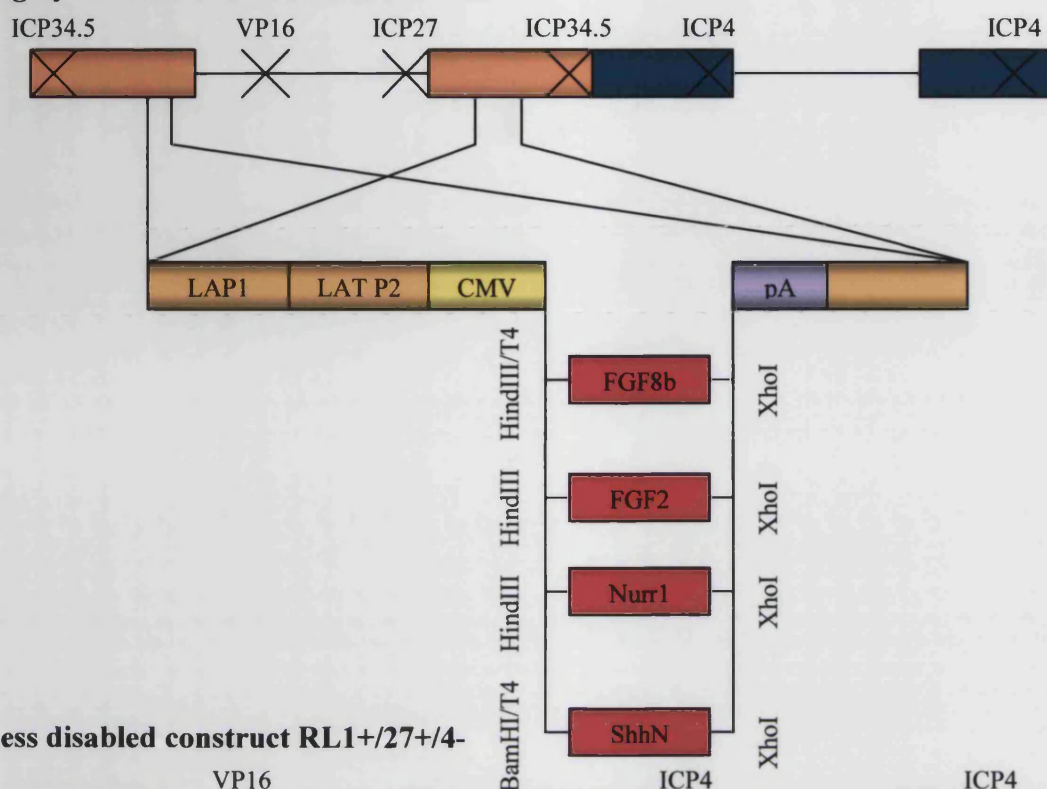 ICP34.5 VP16 ICP27 ICP34.5 ICP4 ICP4
LAP1 LAT P2 CMV pA
HindIII/T4 FGF8b XhoI
HindIII FGF2 XhoI
HindIII Nurr1 XhoI
BamHI/T4 ShhN XhoI
ess disabled construct RL1+/27+/4-
VP16 ICP4 ICP4